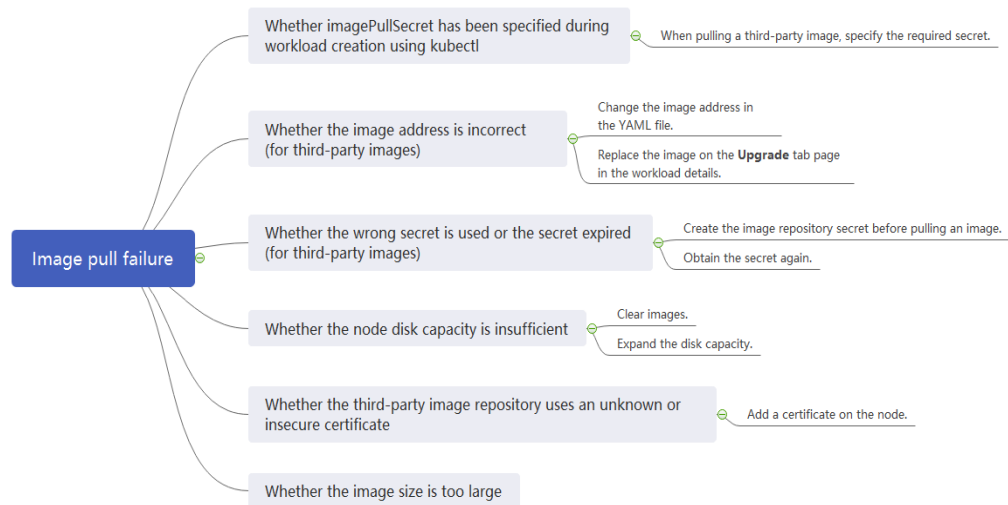 Whether imagePullSecret has been specified during
workload creation using kubectl
When pulling a third-party image, specify the required secret.
Whether the image address is incorrect
(for third-party images)
Change the image address in
the YAML file.
Replace the image on the Upgrade tab page
in the workload details.
Image pull failure
Whether the wrong secret is used or the secret expired
(for third-party images)
Create the image repository secret before pulling an image.
Obtain the secret again.
Whether the node disk capacity is insufficient
Clear images.
Expand the disk capacity.
Whether the third-party image repository uses an unknown or
insecure certificate
Add a certificate on the node.
Whether the image size is too large